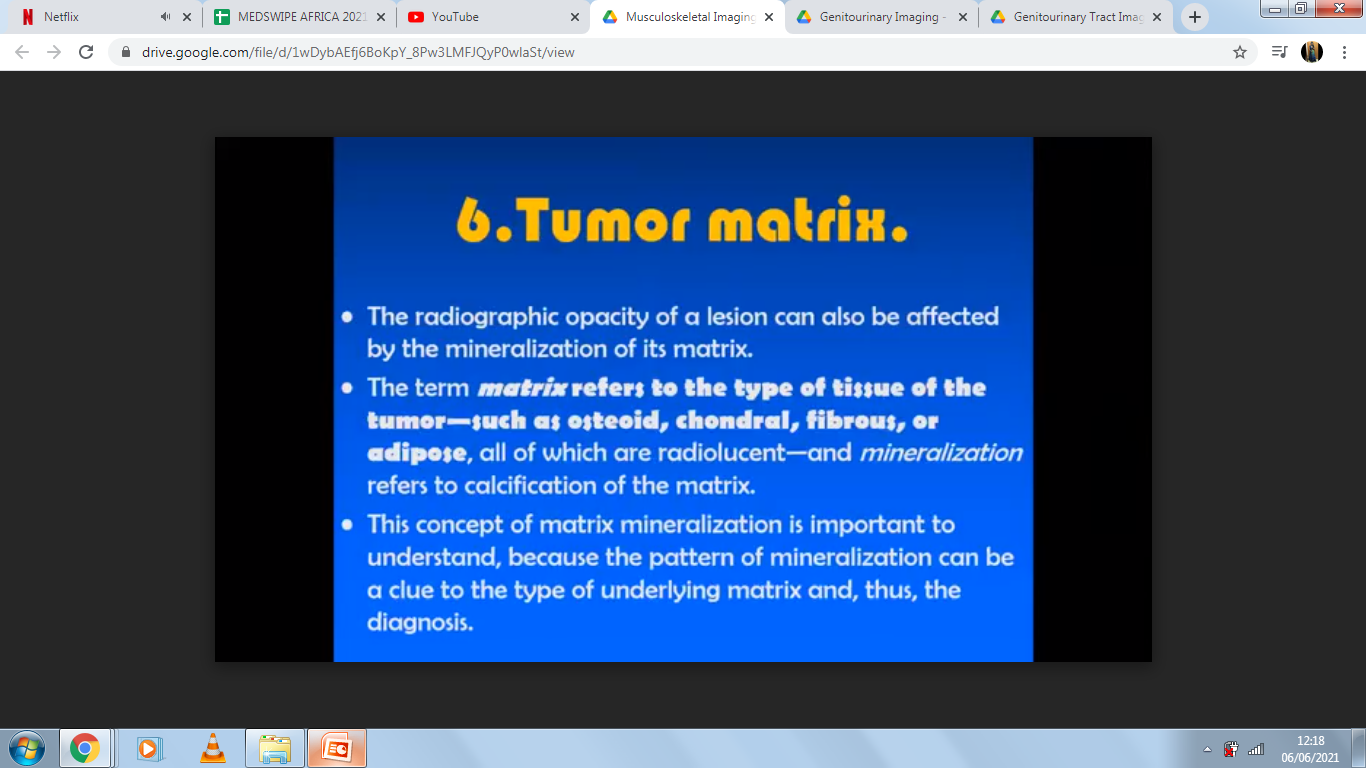 Netflix
MEDSWIPE AFRICA 2021
YouTube
Musculoskeletal Imaging
Genitourinary Imaging -
Genitourinary Tract Imag
drive.google.com/file/d/1wDybAEfj6BoKpY_8Pw3LMFJQyP0wlaSt/view
6.Tumor matrix.
• The radiographic opacity of a lesion can also be affected
by the mineralization of its matrix.
• The term matrix refers to the type of tissue of the
tumor—such as osteoid, chondral, fibrous, or
adipose, all of which are radiolucent—and mineralization
refers to calcification of the matrix.
• This concept of matrix mineralization is important to
understand, because the pattern of mineralization can be
a clue to the type of underlying matrix and, thus, the
diagnosis.
12:18
06/06/2021